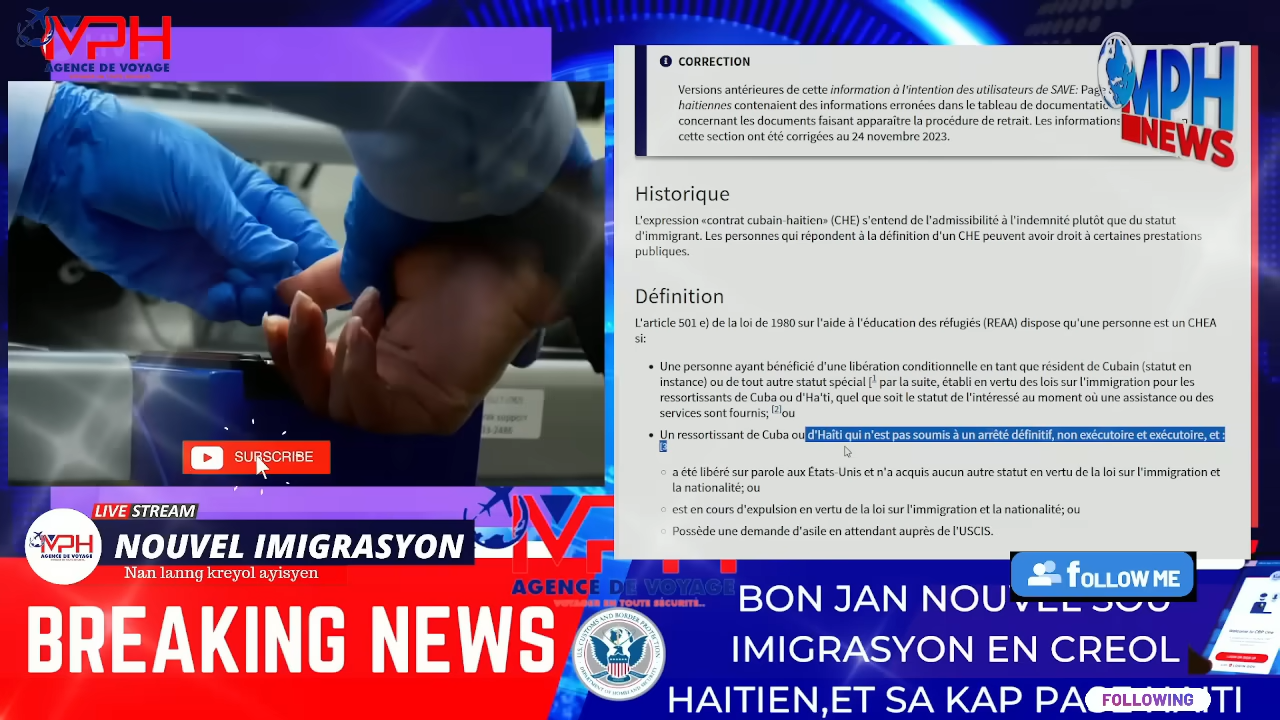 MPH
AGENCE DE VOYAGE
CORRECTION
Versions antérieures de cette information à l'intention des utilisateurs de SAVE: Page
haïtiennes contenaient des informations erronées dans le tableau de
concernant les documents faisant apparaître la procédure de retrait. Les informations
cette section ont été corrigées au 24 novembre 2023.
MPH
NEWS
Historique
L'expression «contrat cubain-haïtien» (CHE) s'entend de l'admissibilité à l'indemnité plutôt que du statut
d'immigrant. Les personnes qui répondent à la définition d'un CHE peuvent avoir droit à certaines prestations
publiques.
Définition
L'article 501 e) de la loi de 1980 sur l'aide à l'éducation des réfugiés (REAA) dispose qu'une personne est un CHEA
si:
• Une personne ayant bénéficié d'une libération conditionnelle en tant que résident de Cubain (statut en
instance) ou de tout autre statut spécial [1 par la suite, établi en vertu des lois sur l'immigration pour les
ressortissants de Cuba ou d'Ha'ti, quel que soit le statut de l'intéressé au moment où une assistance ou des
services sont fournis; [2]ou
• Un ressortissant de Cuba ou d'Haïti qui n'est pas soumis à un arrêté définitif, non exécutoire et exécutoire, et :
[3
○ a été libéré sur parole aux États-Unis et n'a acquis aucun autre statut en vertu de la loi sur l'immigration et
la nationalité; ou
○ est en cours d'expulsion en vertu de la loi sur l'immigration et la nationalité; ou
○ Possède une demande d'asile en attendant auprès de l'USCIS.
SUBSCRIBE
LIVE STREAM
MPH
AGENCE DE VOYAGE
NOUVEL IMIGRASYON
Nan lanng kreyol ayisyen
AGENCE DE VOYAGE
VOYAGER EN TOUTE SÉCURITÉ..
BREAKING NEWS
FOLLOW ME
BON JAN NOUVEL SOU
IMIGRASYON EN CREOL
HAITIEN,ET SA KAP
FOLLOWING